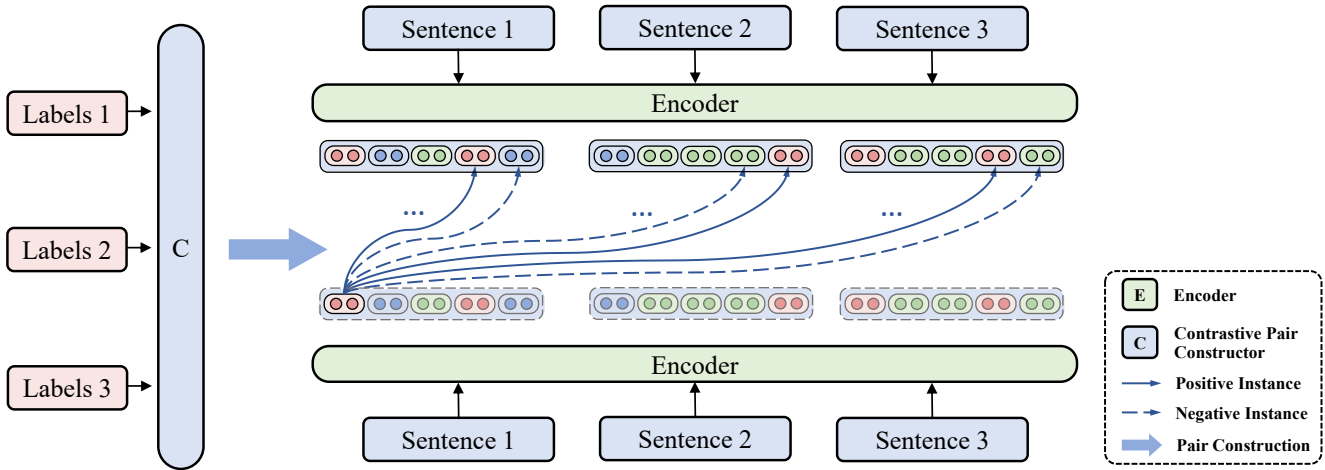 Sentence 1
Sentence 2
Sentence 3
Encoder
Labels 1
Labels 2
Labels 3
C
...
...
...
Encoder
Sentence 1
Sentence 2
Sentence 3
E
Encoder
C
Contrastive Pair
Constructor
Positive Instance
Negative Instance
Pair Construction